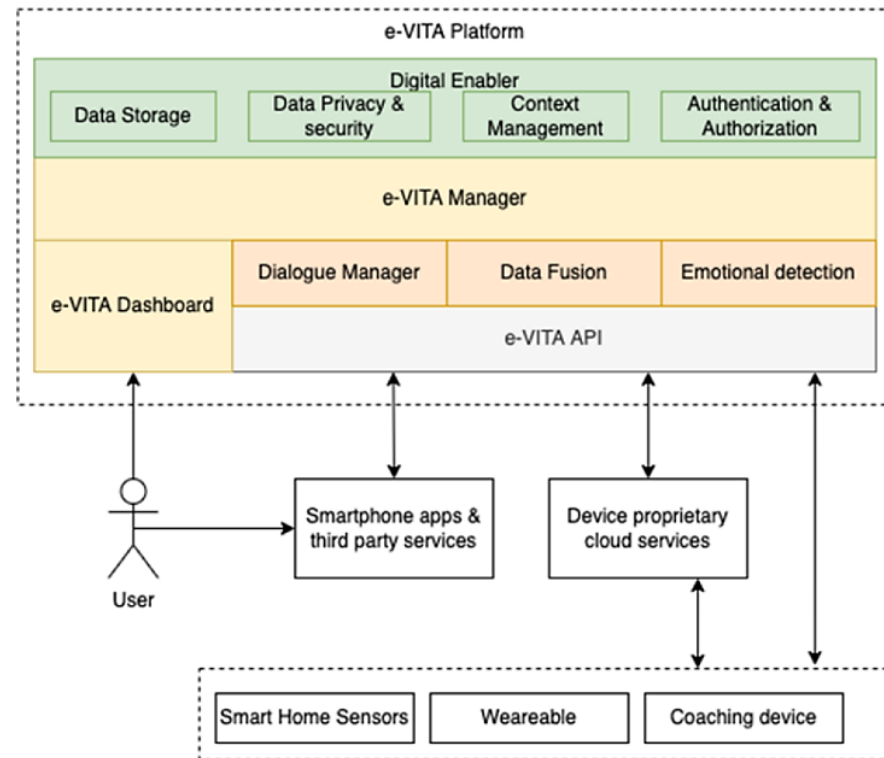 e-VITA Platform
Digital Enabler
Data Storage
Data Privacy &
security
Context
Management
Authentication &
Authorization
e-VITA Manager
e-VITA Dashboard
Dialogue Manager
Data Fusion
Emotional detection
e-VITA API
Smartphone apps &
third party services
Device proprietary
cloud services
User
Smart Home Sensors
Weareable
Coaching device